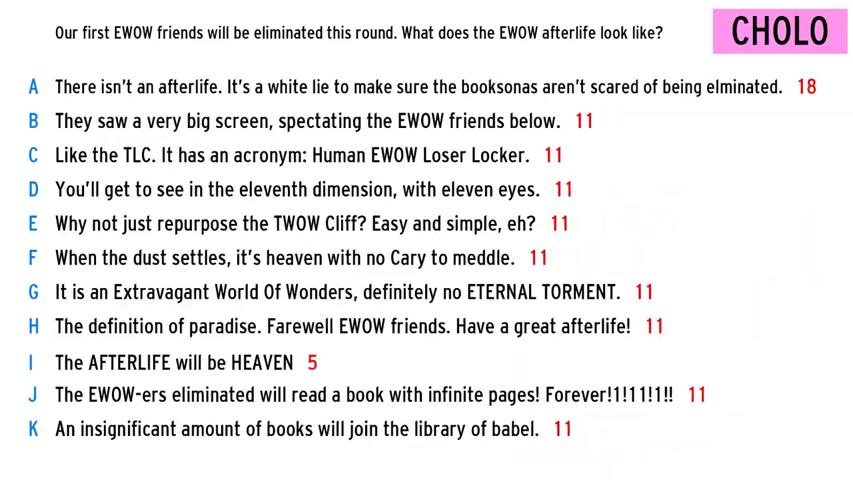 Our first EWOW friends will be eliminated this round. What does the EWOW afterlife look like?
CHOLO
A There isn't an afterlife. It's a white lie to make sure the booksonas aren't scared of being elminated. 18
B They saw a very big screen, spectating the EWOW friends below. 11
C Like the TLC. It has an acronym: Human EWOW Loser Locker. 11
D You'll get to see in the eleventh dimension, with eleven eyes. 11
E Why not just repurpose the TWOW Cliff? Easy and simple, eh? 11
F When the dust settles, it's heaven with no Cary to meddle. 11
G It is an Extravagant World Of Wonders, definitely no ETERNAL TORMENT. 11
H The definition of paradise. Farewell EWOW friends. Have a great afterlife! 11
I The AFTERLIFE will be HEAVEN 5
J The EWOW-ers eliminated will read a book with infinite pages! Forever!1!11!1!! 11
K An insignificant amount of books will join the library of babel. 11